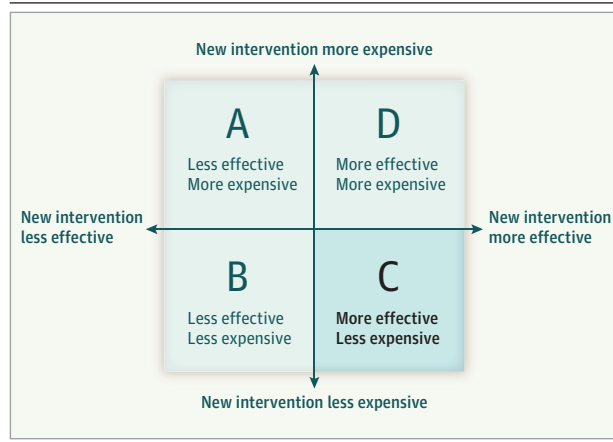 New intervention more expensive
A
Less effective
More expensive
D
More effective
More expensive
New intervention
less effective
New intervention
more effective
B
Less effective
Less expensive
C
More effective
Less expensive
New intervention less expensive